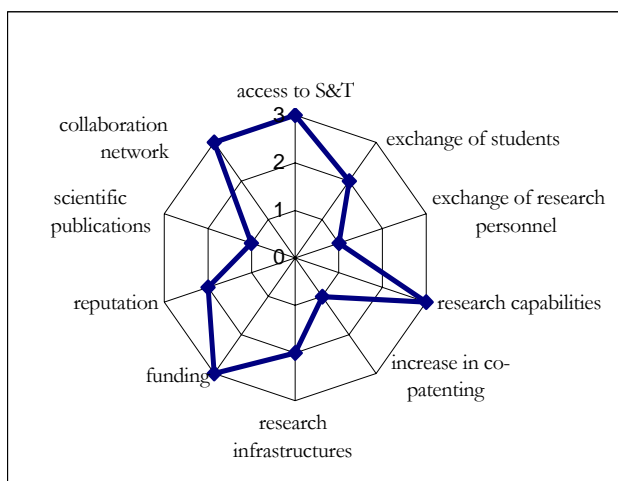 access to S&T
3
2
1
0
exchange of students
exchange of research
personnel
research capabilities
increase in co-
patenting
research
infrastructures
funding
reputation
scientific
publications
collaboration
network